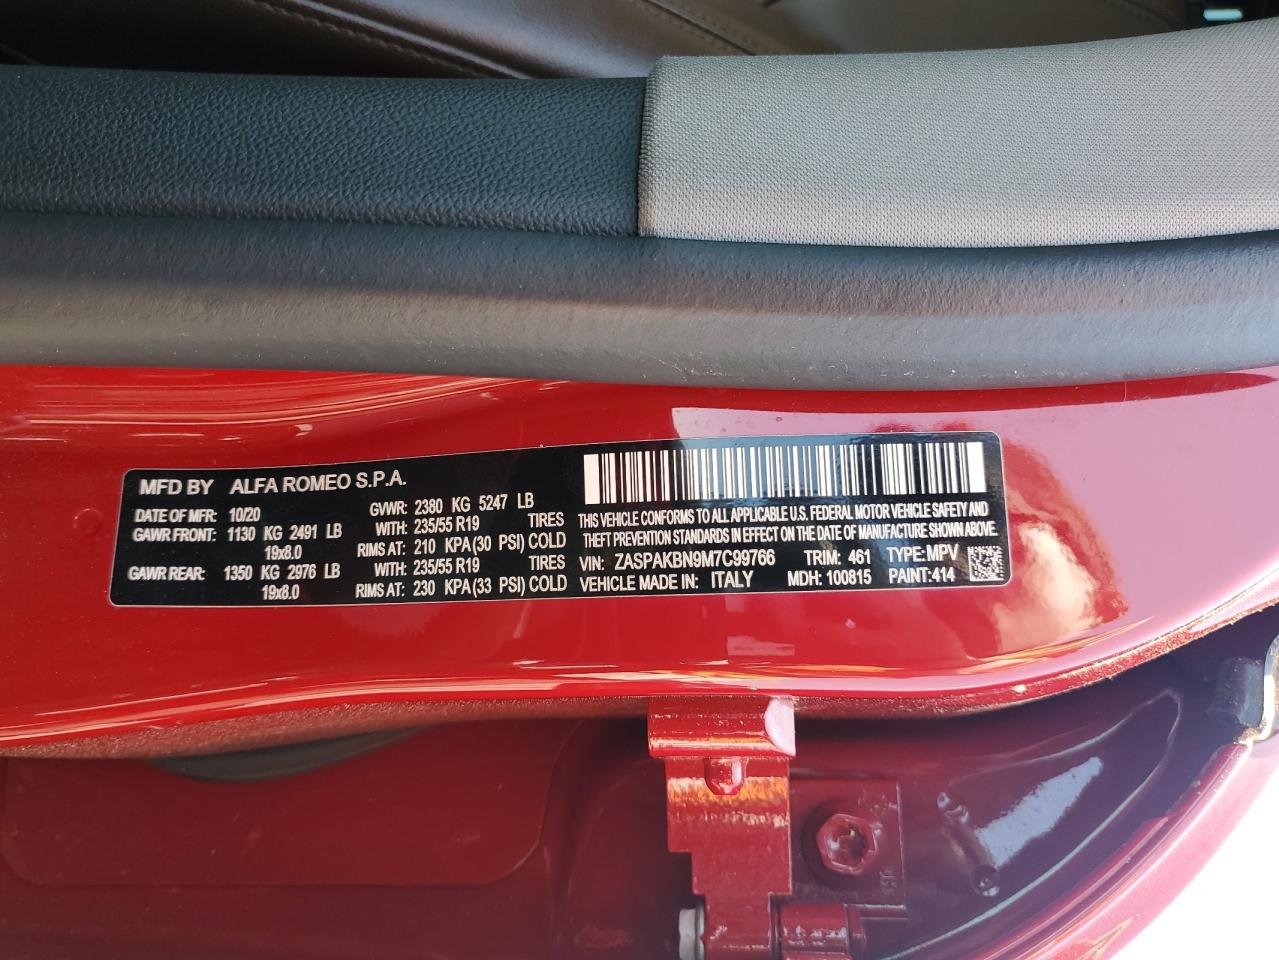 MFD BY ALFA ROMEO S.P.A.
DATE OF MFR: 10/20 GVWR: 2380 KG 5247 LB
GAWR FRONT: 1130 KG 2491 LB WITH: 235/55 R19 TIRES
19x8.0 RIMS AT: 210 KPA (30 PSI) COLD
GAWR REAR: 1350 KG 2976 LB WITH: 235/55 R19 TIRES
19x8.0 RIMS AT: 230 KPA (33 PSI) COLD
THIS VEHICLE CONFORMS TO ALL APPLICABLE U.S. FEDERAL MOTOR VEHICLE SAFETY AND
THEFT PREVENTION STANDARDS IN EFFECT ON THE DATE OF MANUFACTURE SHOWN ABOVE
VIN: ZASPAKBN9M7C99766 TRIM: 461 TYPE: MPV
VEHICLE MADE IN: ITALY MDH: 100815 PAINT: 414